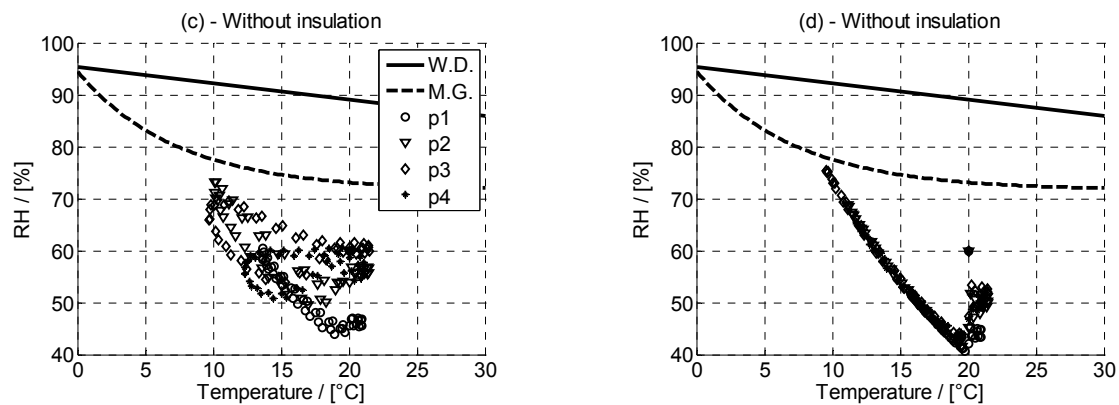 (c) - Without insulation
100
90
80
70
60
50
40
RH / [%]
0 5 10 15 20 25 30
Temperature / [°C]
W.D.
M.G.
p1
p2
p3
p4
(d) - Without insulation
100
90
80
70
60
50
40
RH / [%]
0 5 10 15 20 25 30
Temperature / [°C]